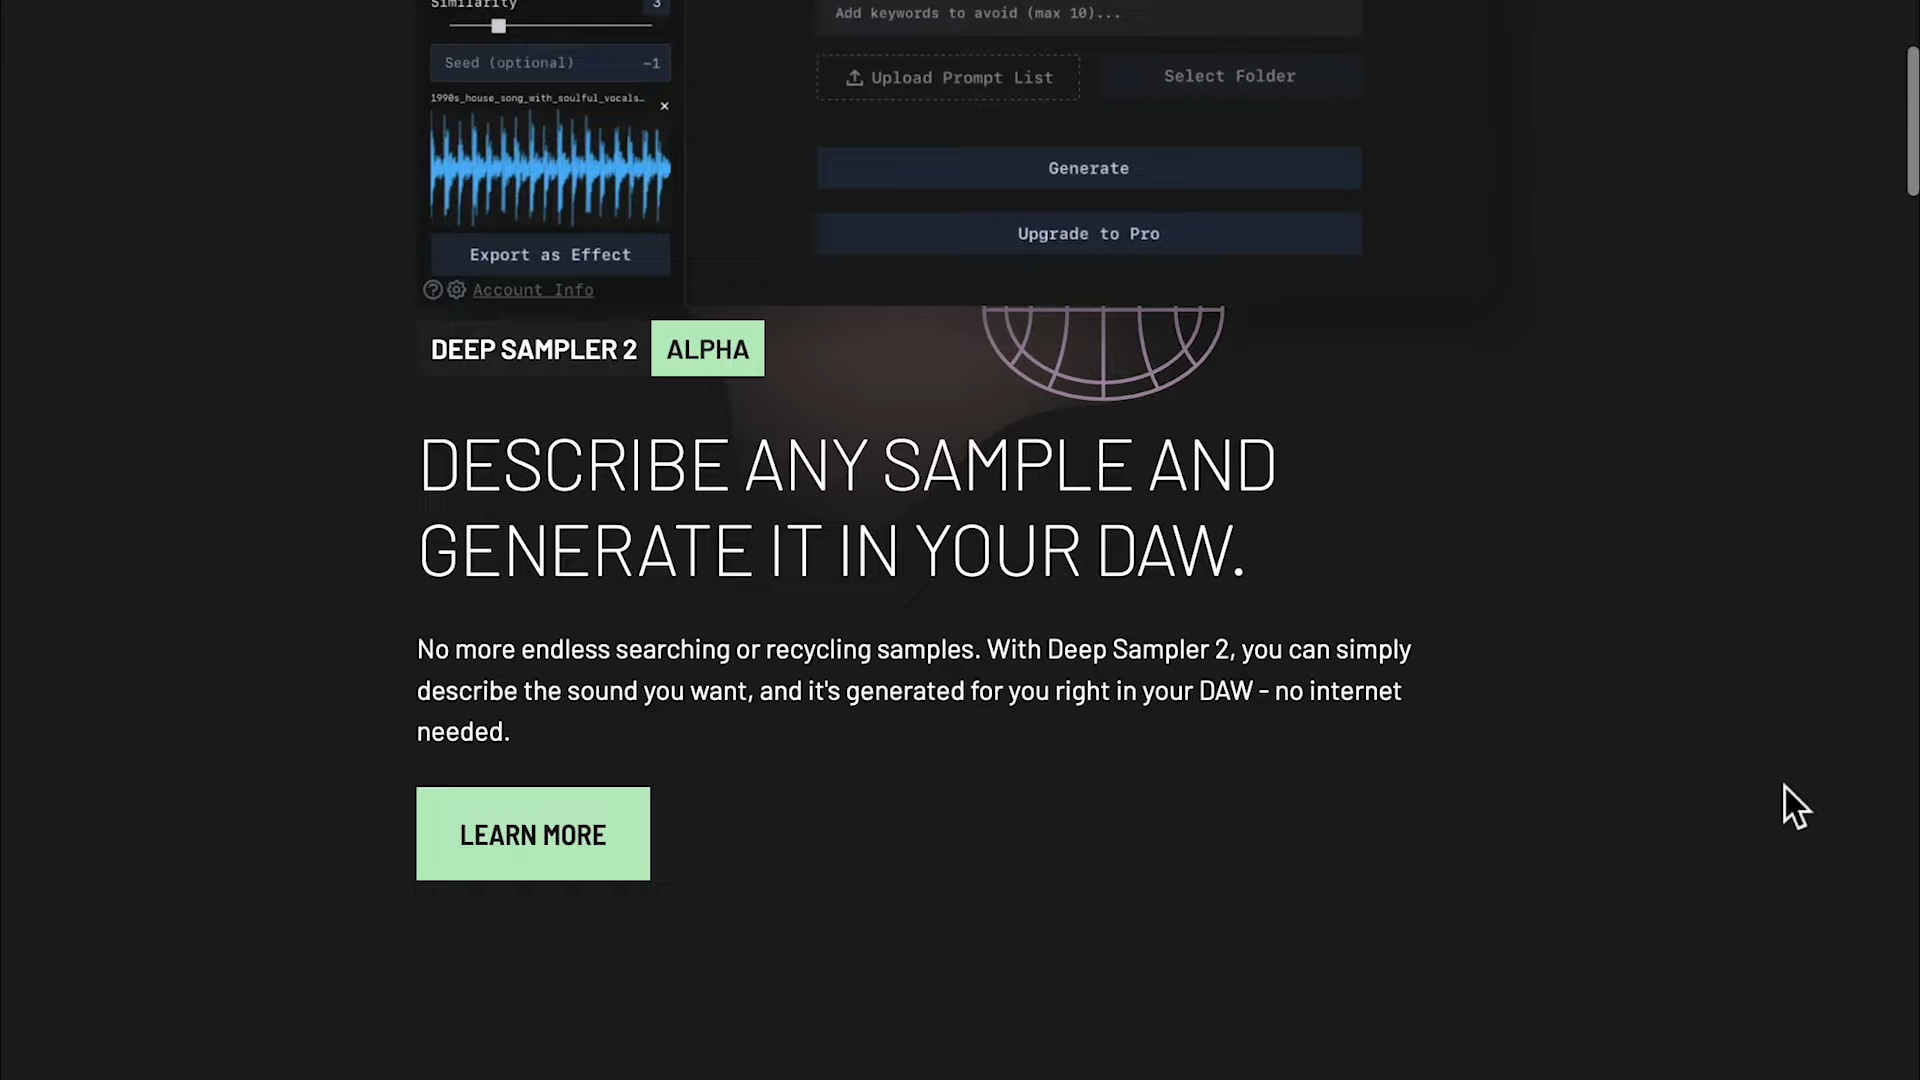 Similarity 3
Add keywords to avoid (max 10)...
Seed (optional) -1
Upload Prompt List
Select Folder
1990s_house_song_with_soulful_vocals…
×
Generate
Upgrade to Pro
Export as Effect
Account Info
DEEP SAMPLER 2 ALPHA
DESCRIBE ANY SAMPLE AND
GENERATE IT IN YOUR DAW.
No more endless searching or recycling samples. With Deep Sampler 2, you can simply
describe the sound you want, and it's generated for you right in your DAW - no internet
needed.
LEARN MORE